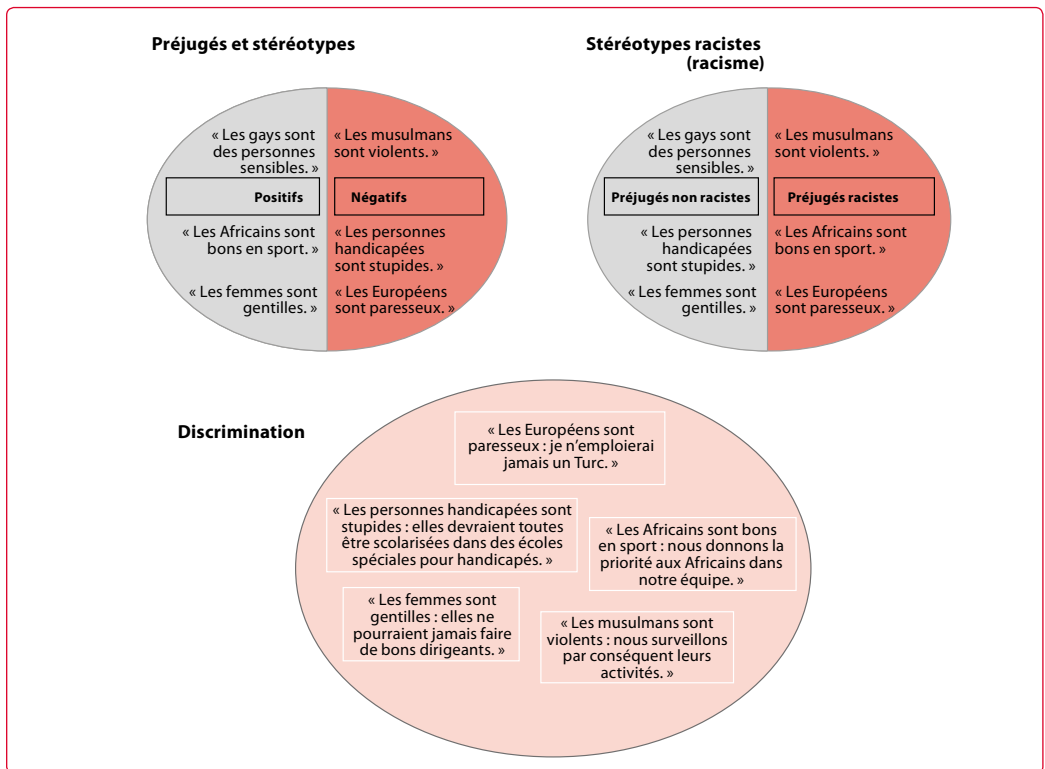 Préjugés et stéréotypes
« Les gays sont
des personnes
sensibles. »
« Les musulmans
sont violents. »
Positifs
Négatifs
« Les Africains sont
bons en sport. »
« Les personnes
handicapées
sont stupides. »
« Les femmes sont
gentilles. »
« Les Européens
sont paresseux. »
Stéréotypes racistes
(racisme)
« Les gays sont
des personnes
sensibles. »
« Les musulmans
sont violents. »
Préjugés non racistes
Préjugés racistes
« Les personnes
handicapées
sont stupides. »
« Les Africains sont
bons en sport. »
« Les femmes sont
gentilles. »
« Les Européens
sont paresseux. »
Discrimination
« Les Européens sont
paresseux : je n’emploierai
jamais un Turc. »
« Les personnes handicapées sont
stupides : elles devraient toutes
être scolarisées dans des écoles
spéciales pour handicapés. »
« Les Africains sont bons
en sport : nous donnons la
priorité aux Africains dans
notre équipe. »
« Les femmes sont
gentilles : elles ne
pourraient jamais faire
de bons dirigeants. »
« Les musulmans sont
violents : nous surveillons
par conséquent leurs
activités. »